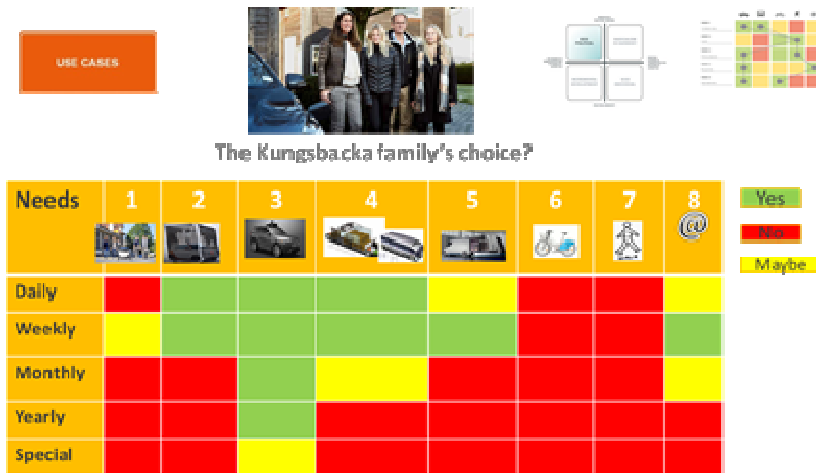 USE CASES
The Kungsbacka family's choice?
Needs 1 2 3 4 5 6 7 8
@
Yes
No
Maybe
Daily
Weekly
Monthly
Yearly
Special